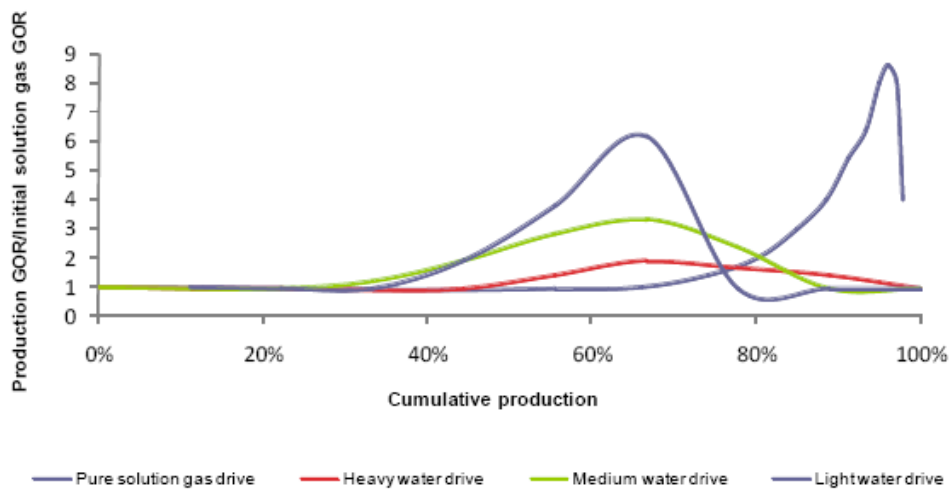 Production GOR/Initial solution gas GOR
9
8
7
6
5
4
3
2
1
0
0% 20% 40% 60% 80% 100%
Cumulative production
Pure solution gas drive Heavy water drive Medium water drive Light water drive